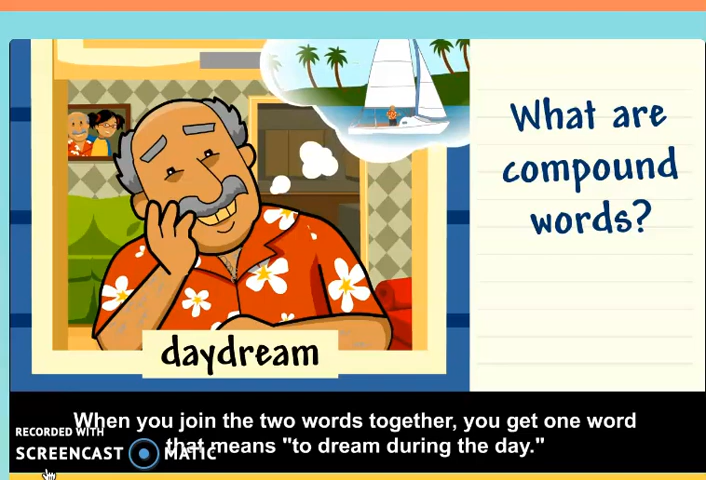 What are
compound
words?
daydream
When you join the two words together, you get one word
that means "to dream during the day."
RECORDED WITH
SCREENCAST MATIC